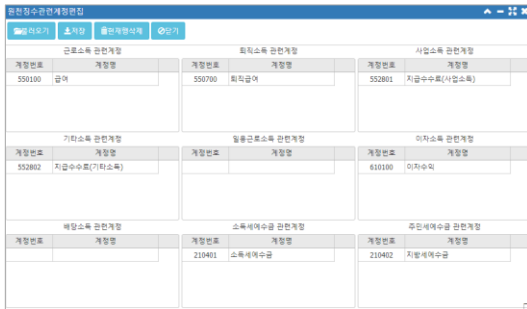 원천징수관련계정편집
불러오기 저장 현재행삭제 닫기
근로소득 관련계정 퇴직소득 관련계정 사업소득 관련계정
계정번호 계정명 계정번호 계정명 계정번호 계정명
550100 급여 550700 퇴직급여 552801 지급수수료(사업소득)
기타소득 관련계정 일용근로소득 관련계정 이자소득 관련계정
계정번호 계정명 계정번호 계정명 계정번호 계정명
552802 지급수수료(기타소득) 610100 이자수익
배당소득 관련계정 소득세예수금 관련계정 주민세예수금 관련계정
계정번호 계정명 계정번호 계정명 계정번호 계정명
210401 소득세예수금 210402 지방세예수금